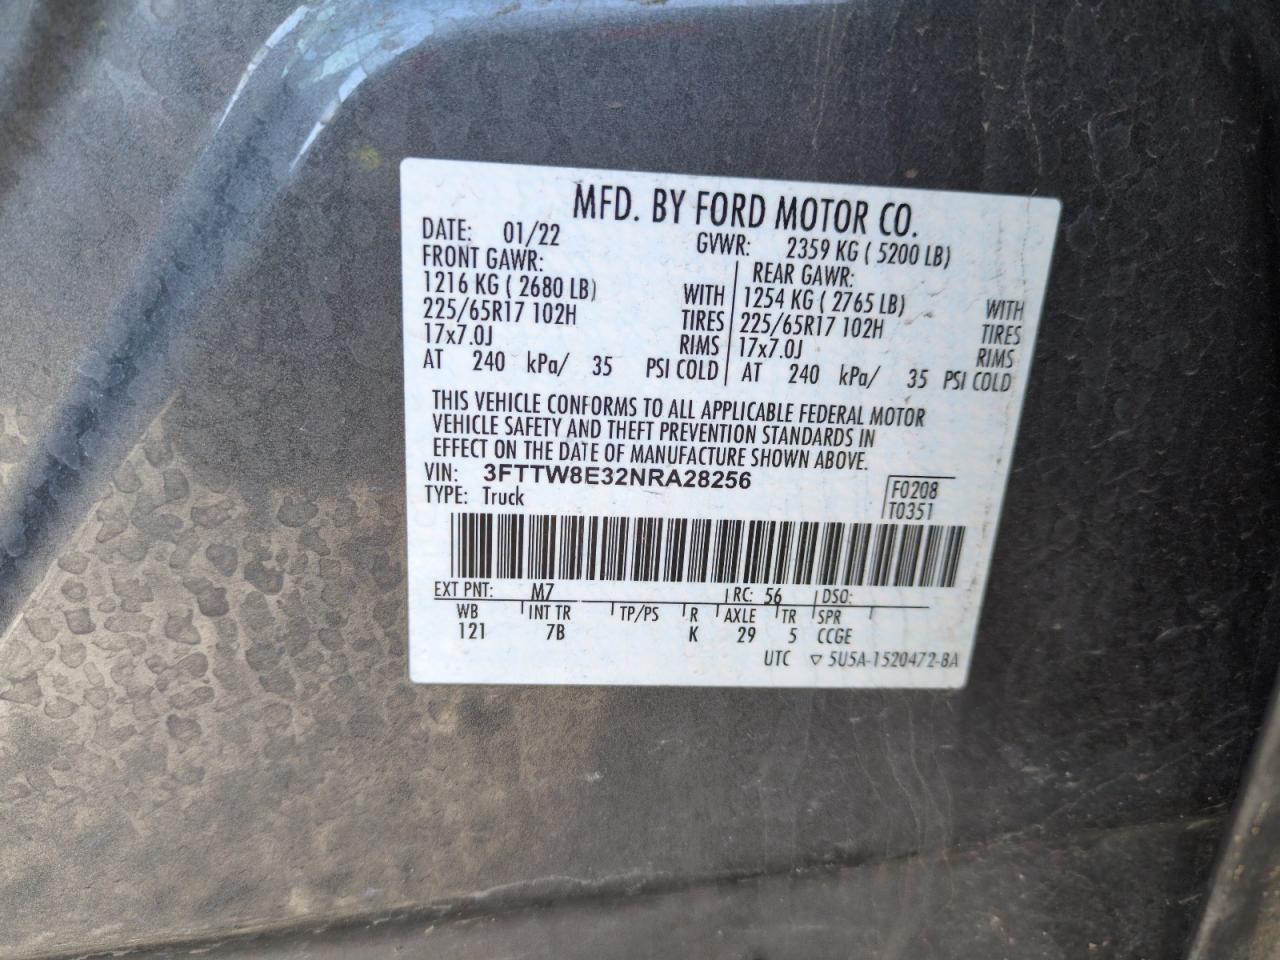 MFD. BY FORD MOTOR CO.
DATE: 01/22 GVWR: 2359 KG ( 5200 LB)
FRONT GAWR: REAR GAWR:
1216 KG ( 2680 LB) WITH 1254 KG ( 2765 LB) WITH
225/65R17 102H TIRES 225/65R17 102H TIRES
17x7.0J RIMS 17x7.0J RIMS
AT 240 kPa/ 35 PSI COLD AT 240 kPa/ 35 PSI COLD
THIS VEHICLE CONFORMS TO ALL APPLICABLE FEDERAL MOTOR
VEHICLE SAFETY AND THEFT PREVENTION STANDARDS IN
EFFECT ON THE DATE OF MANUFACTURE SHOWN ABOVE.
VIN: 3FTTW8E32NRA28256
TYPE: Truck
F0208
T0351
EXT PNT: M7 RC: 56 DSO:
WB INT TR TP/PS R AXLE TR SPR
121 7B K 29 5 CCGE
UTC ▽ 5U5A-1520472-BA